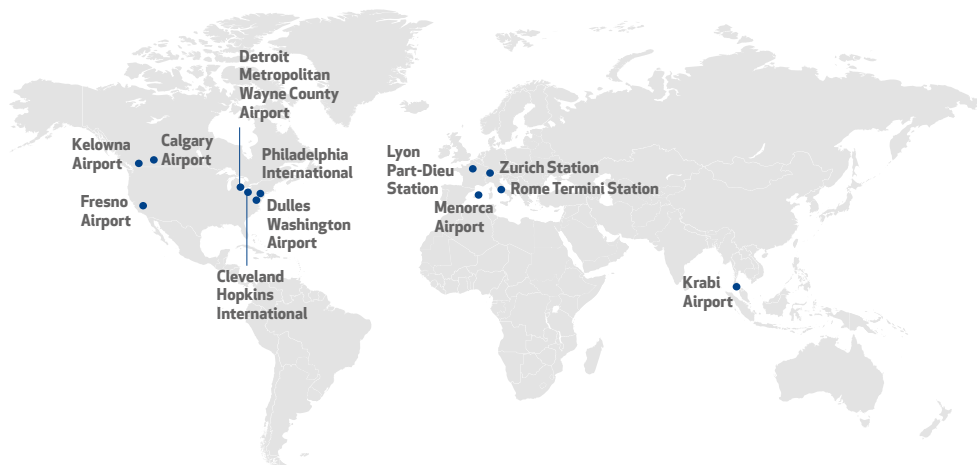 Detroit
Metropolitan
Wayne County
Airport
Kelowna
Airport
Calgary
Airport
Philadelphia
International
Fresno
Airport
Dulles
Washington
Airport
Cleveland
Hopkins
International
Lyon
Part-Dieu
Station
Zurich Station
Rome Termini Station
Menorca
Airport
Krabi
Airport